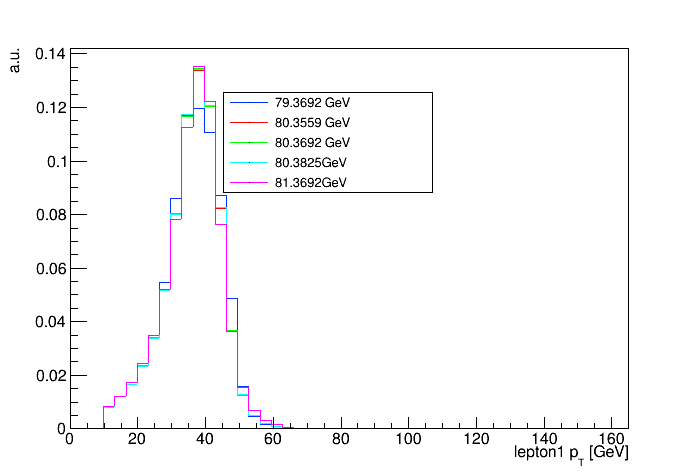 a.u.
0.14
0.12
0.1
0.08
0.06
0.04
0.02
0
79.3692 GeV
80.3559 GeV
80.3692 GeV
80.3825GeV
81.3692GeV
0 20 40 60 80 100 120 140 160
lepton1 p_T [GeV]